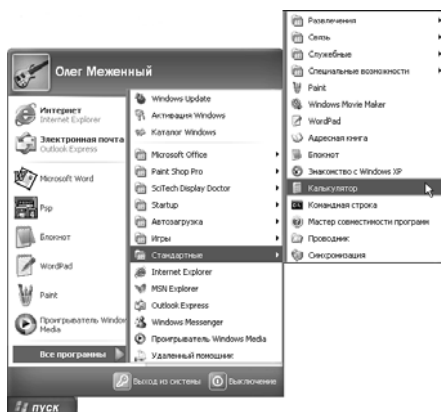 Олег Меженный
Интернет
Internet Explorer
Электронная почта
Outlook Express
Microsoft Word
Pop
Блокнот
WordPad
Paint
Проигрыватель Window
Media
Все программы
Windows Update
Активация Windows
Каталог Windows
Microsoft Office
Paint Shop Pro
SciTech Display Doctor
Startup
Автозагрузка
Игры
Стандартные
Internet Explorer
MSN Explorer
Outlook Express
Windows Messenger
Проигрыватель Windows Media
Удаленный помощник
Развлечения
Связь
Служебные
Специальные возможности
Paint
Windows Movie Maker
WordPad
Адресная книга
Блокнот
Знакомство с Windows XP
Калькулятор
Командная строка
Мастер совместимости программ
Проводник
Синхронизация
Выход из системы
Выключение
пуск